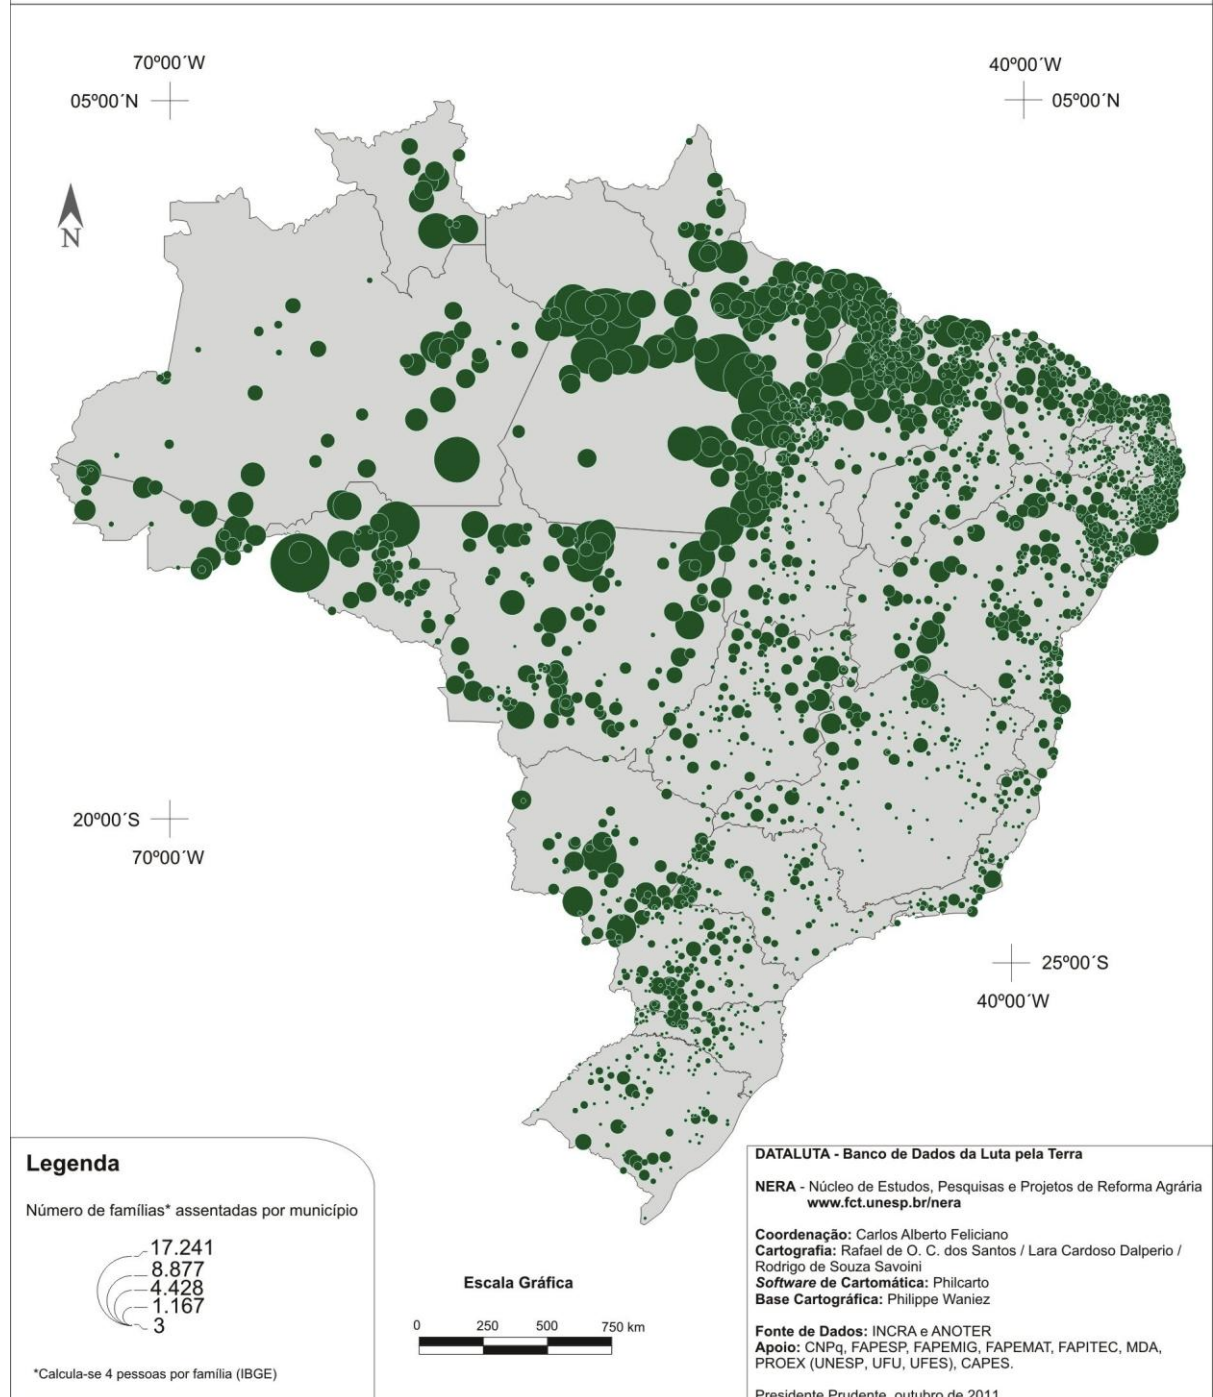 70º00´W
40º00´W
05º00´N
05º00´N
N
20º00´S
70º00´W
25º00´S
40º00´W
Legenda
Número de famílias* assentadas por município
17.241
8.877
4.428
1.167
3
*Calcula-se 4 pessoas por família (IBGE)
Escala Gráfica
0 250 500 750 km
DATALUTA - Banco de Dados da Luta pela Terra
NERA - Núcleo de Estudos, Pesquisas e Projetos de Reforma Agrária
www.fct.unesp.br/nera
Coordenação: Carlos Alberto Feliciano
Cartografia: Rafael de O. C. dos Santos / Lara Cardoso Dalperio /
Rodrigo de Souza Savoini
Software de Cartomática: Philcarto
Base Cartográfica: Philippe Waniez
Fonte de Dados: INCRA e ANOTER
Apoio: CNPq, FAPESP, FAPEMIG, FAPEMAT, FAPITEC, MDA,
PROEX (UNESP, UFU, UFES), CAPES.
Presidente Prudente, outubro de 2011